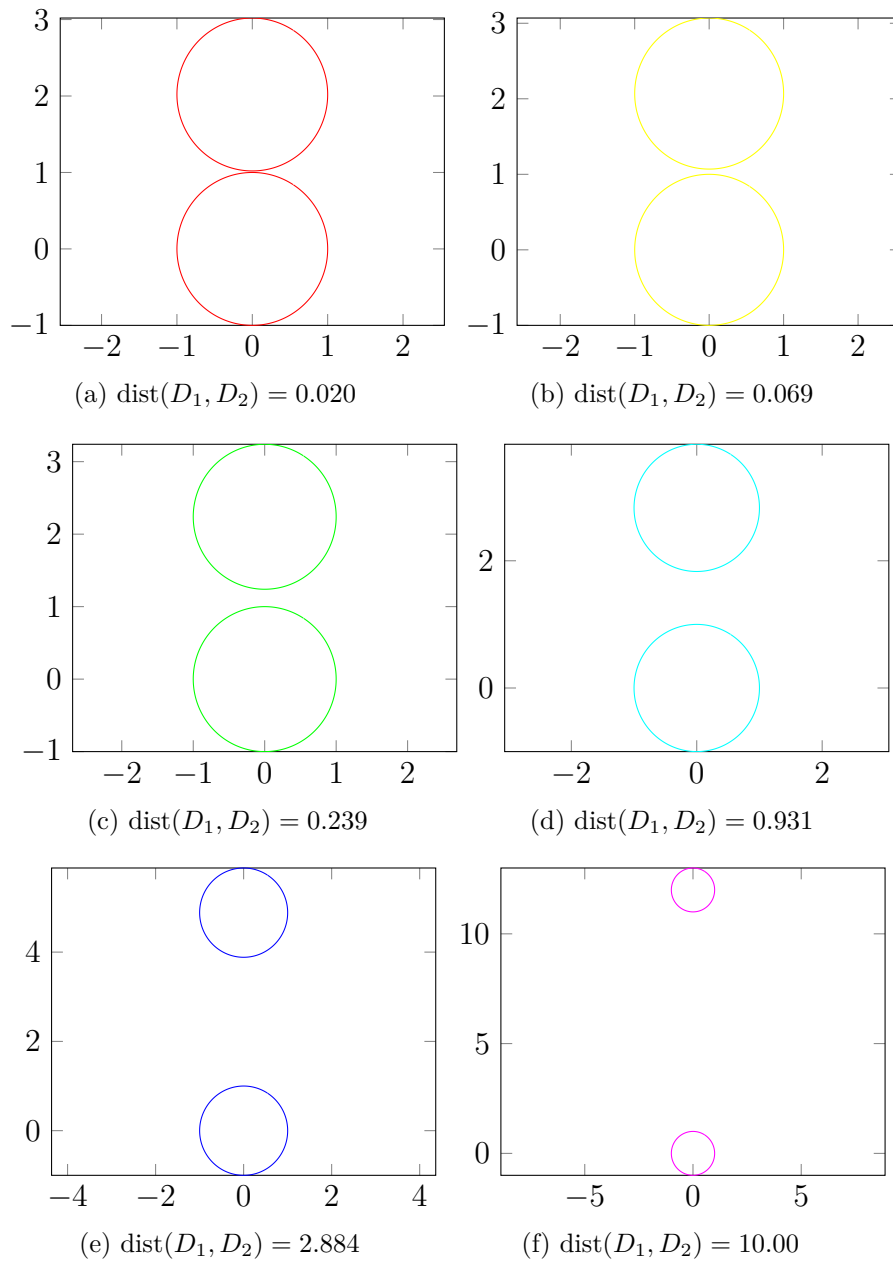 3
2
1
0
−1
−2 −1 0 1 2
(a) dist(D₁, D₂) = 0.020
3
2
1
0
−1
−2 −1 0 1 2
(b) dist(D₁, D₂) = 0.069
3
2
1
0
−1
−2 −1 0 1 2
(c) dist(D₁, D₂) = 0.239
2
0
−2 0 2
(d) dist(D₁, D₂) = 0.931
4
2
0
−4 −2 0 2 4
(e) dist(D₁, D₂) = 2.884
10
5
0
−5 0 5
(f) dist(D₁, D₂) = 10.00